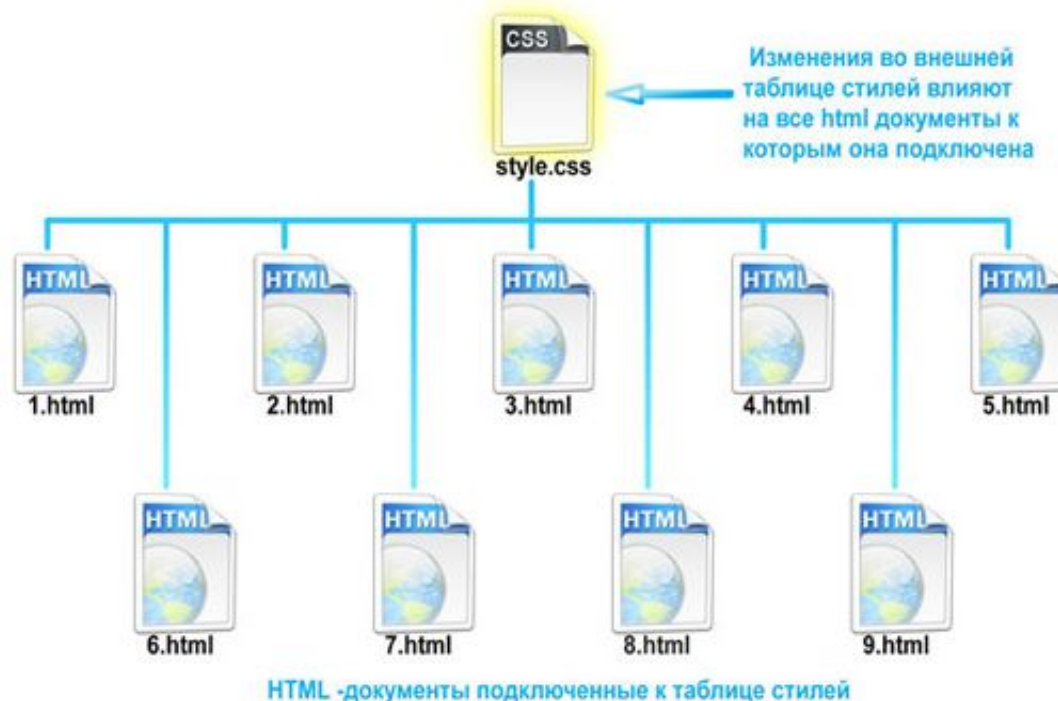 CSS
style.css
Изменения во внешней
таблице стилей влияют
на все html документы к
которым она подключена
HTML HTML HTML HTML HTML
1.html 2.html 3.html 4.html 5.html
HTML HTML HTML HTML
6.html 7.html 8.html 9.html
HTML -документы подключенные к таблице стилей